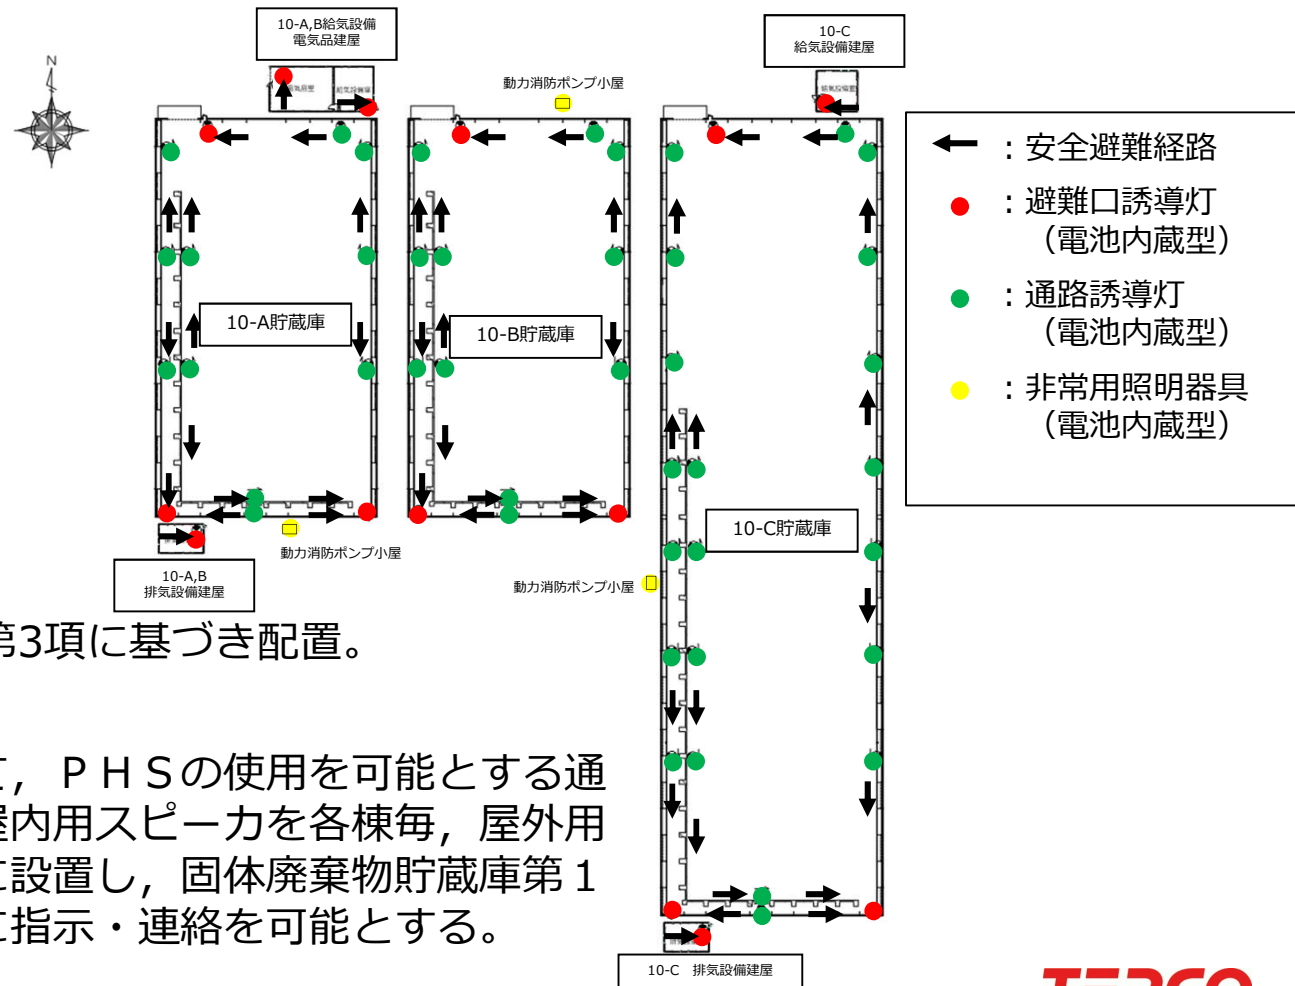 10-A,B給気設備
電気品建屋
10-C
給気設備建屋
N
動力消防ポンプ小屋
給気設備室
：安全避難経路
：避難口誘導灯
（電池内蔵型）
：通路誘導灯
（電池内蔵型）
：非常用照明器具
（電池内蔵型）
10-A貯蔵庫
10-B貯蔵庫
10-C貯蔵庫
動力消防ポンプ小屋
動力消防ポンプ小屋
10-A,B
排気設備建屋
第3項に基づき配置。
て，ＰＨＳの使用を可能とする通
屋内用スピーカを各棟毎，屋外用
に設置し，固体廃棄物貯蔵庫第１
に指示・連絡を可能とする。
10-C 排気設備建屋
TEPCO